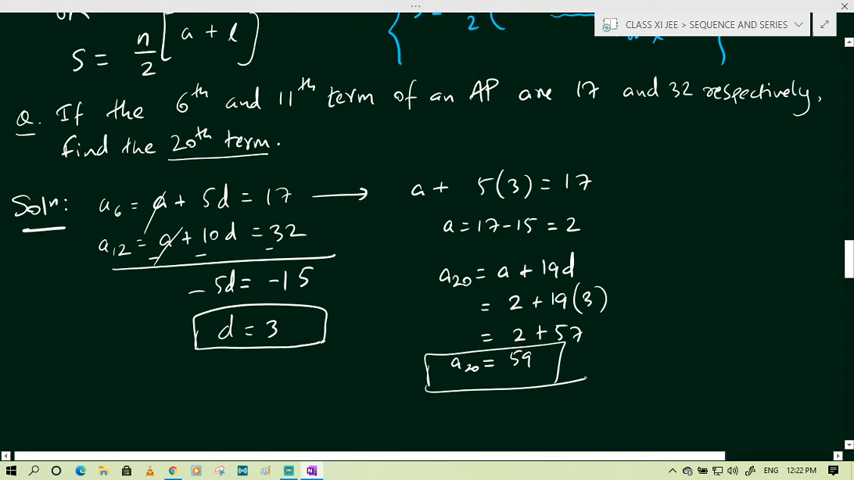 CLASS XI JEE > SEQUENCE AND SERIES
S = n/2 [a + l]
Q. If the 6th and 11th term of an AP are 17 and 32 respectively,
find the 20th term.
Soln:
a6 = a + 5d = 17
a12 = a + 10d = 32
- 5d = -15
d = 3
a + 5(3) = 17
a = 17 - 15 = 2
a20 = a + 19d
= 2 + 19(3)
= 2 + 57
a20 = 59
ENG 12:22 PM